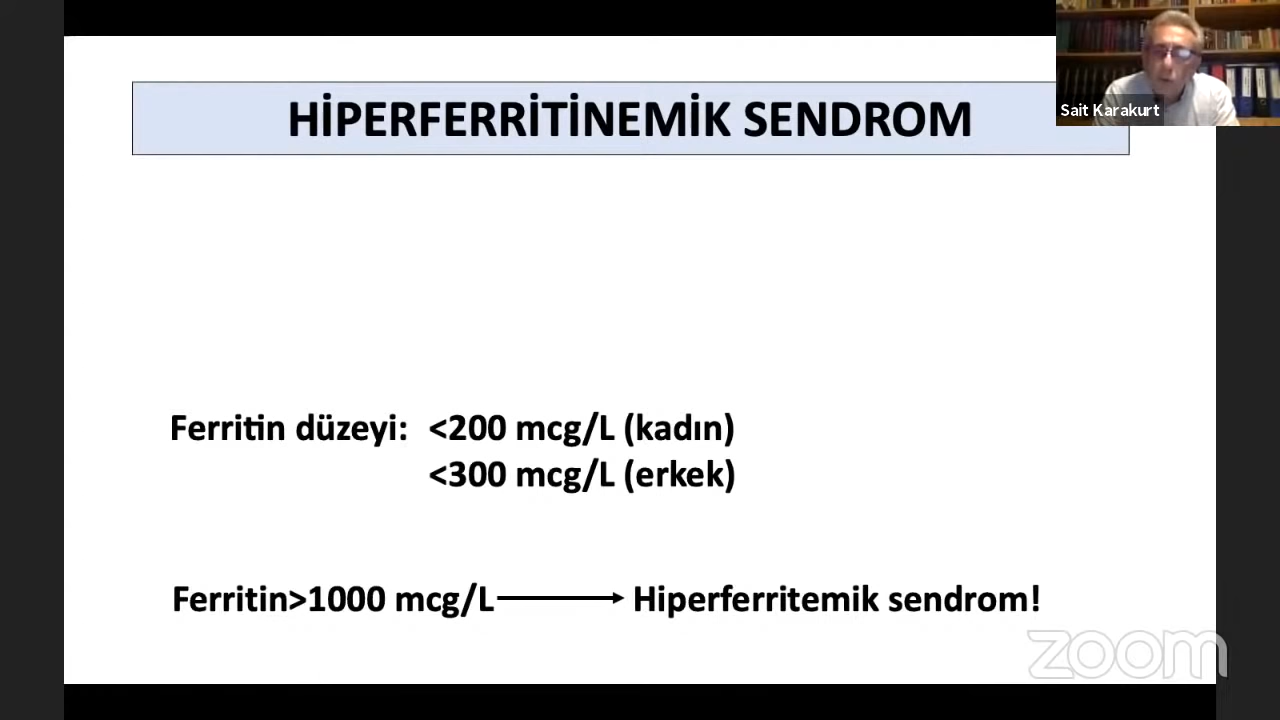 HİPERFERRİTİNEMİK SENDROM
Sait Karakurt
Ferritin düzeyi: <200 mcg/L (kadın)
<300 mcg/L (erkek)
Ferritin>1000 mcg/L Hiperferritemik sendrom!
zoom